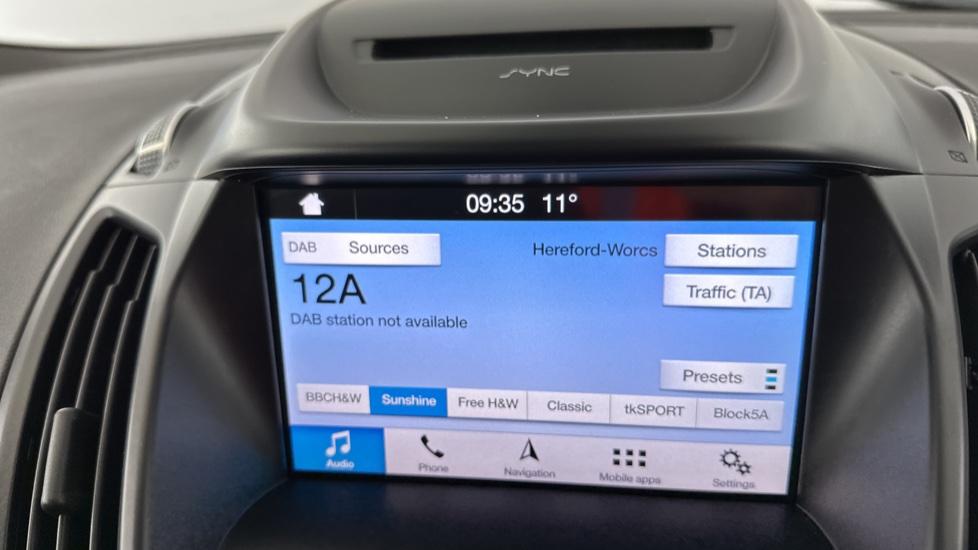 SYNC
09:35 11°
DAB Sources
Hereford-Worcs Stations
12A
Traffic (TA)
DAB station not available
Presets
BBCH&W Sunshine Free H&W Classic tkSPORT Block5A
Audio Phone Navigation Mobile apps Settings